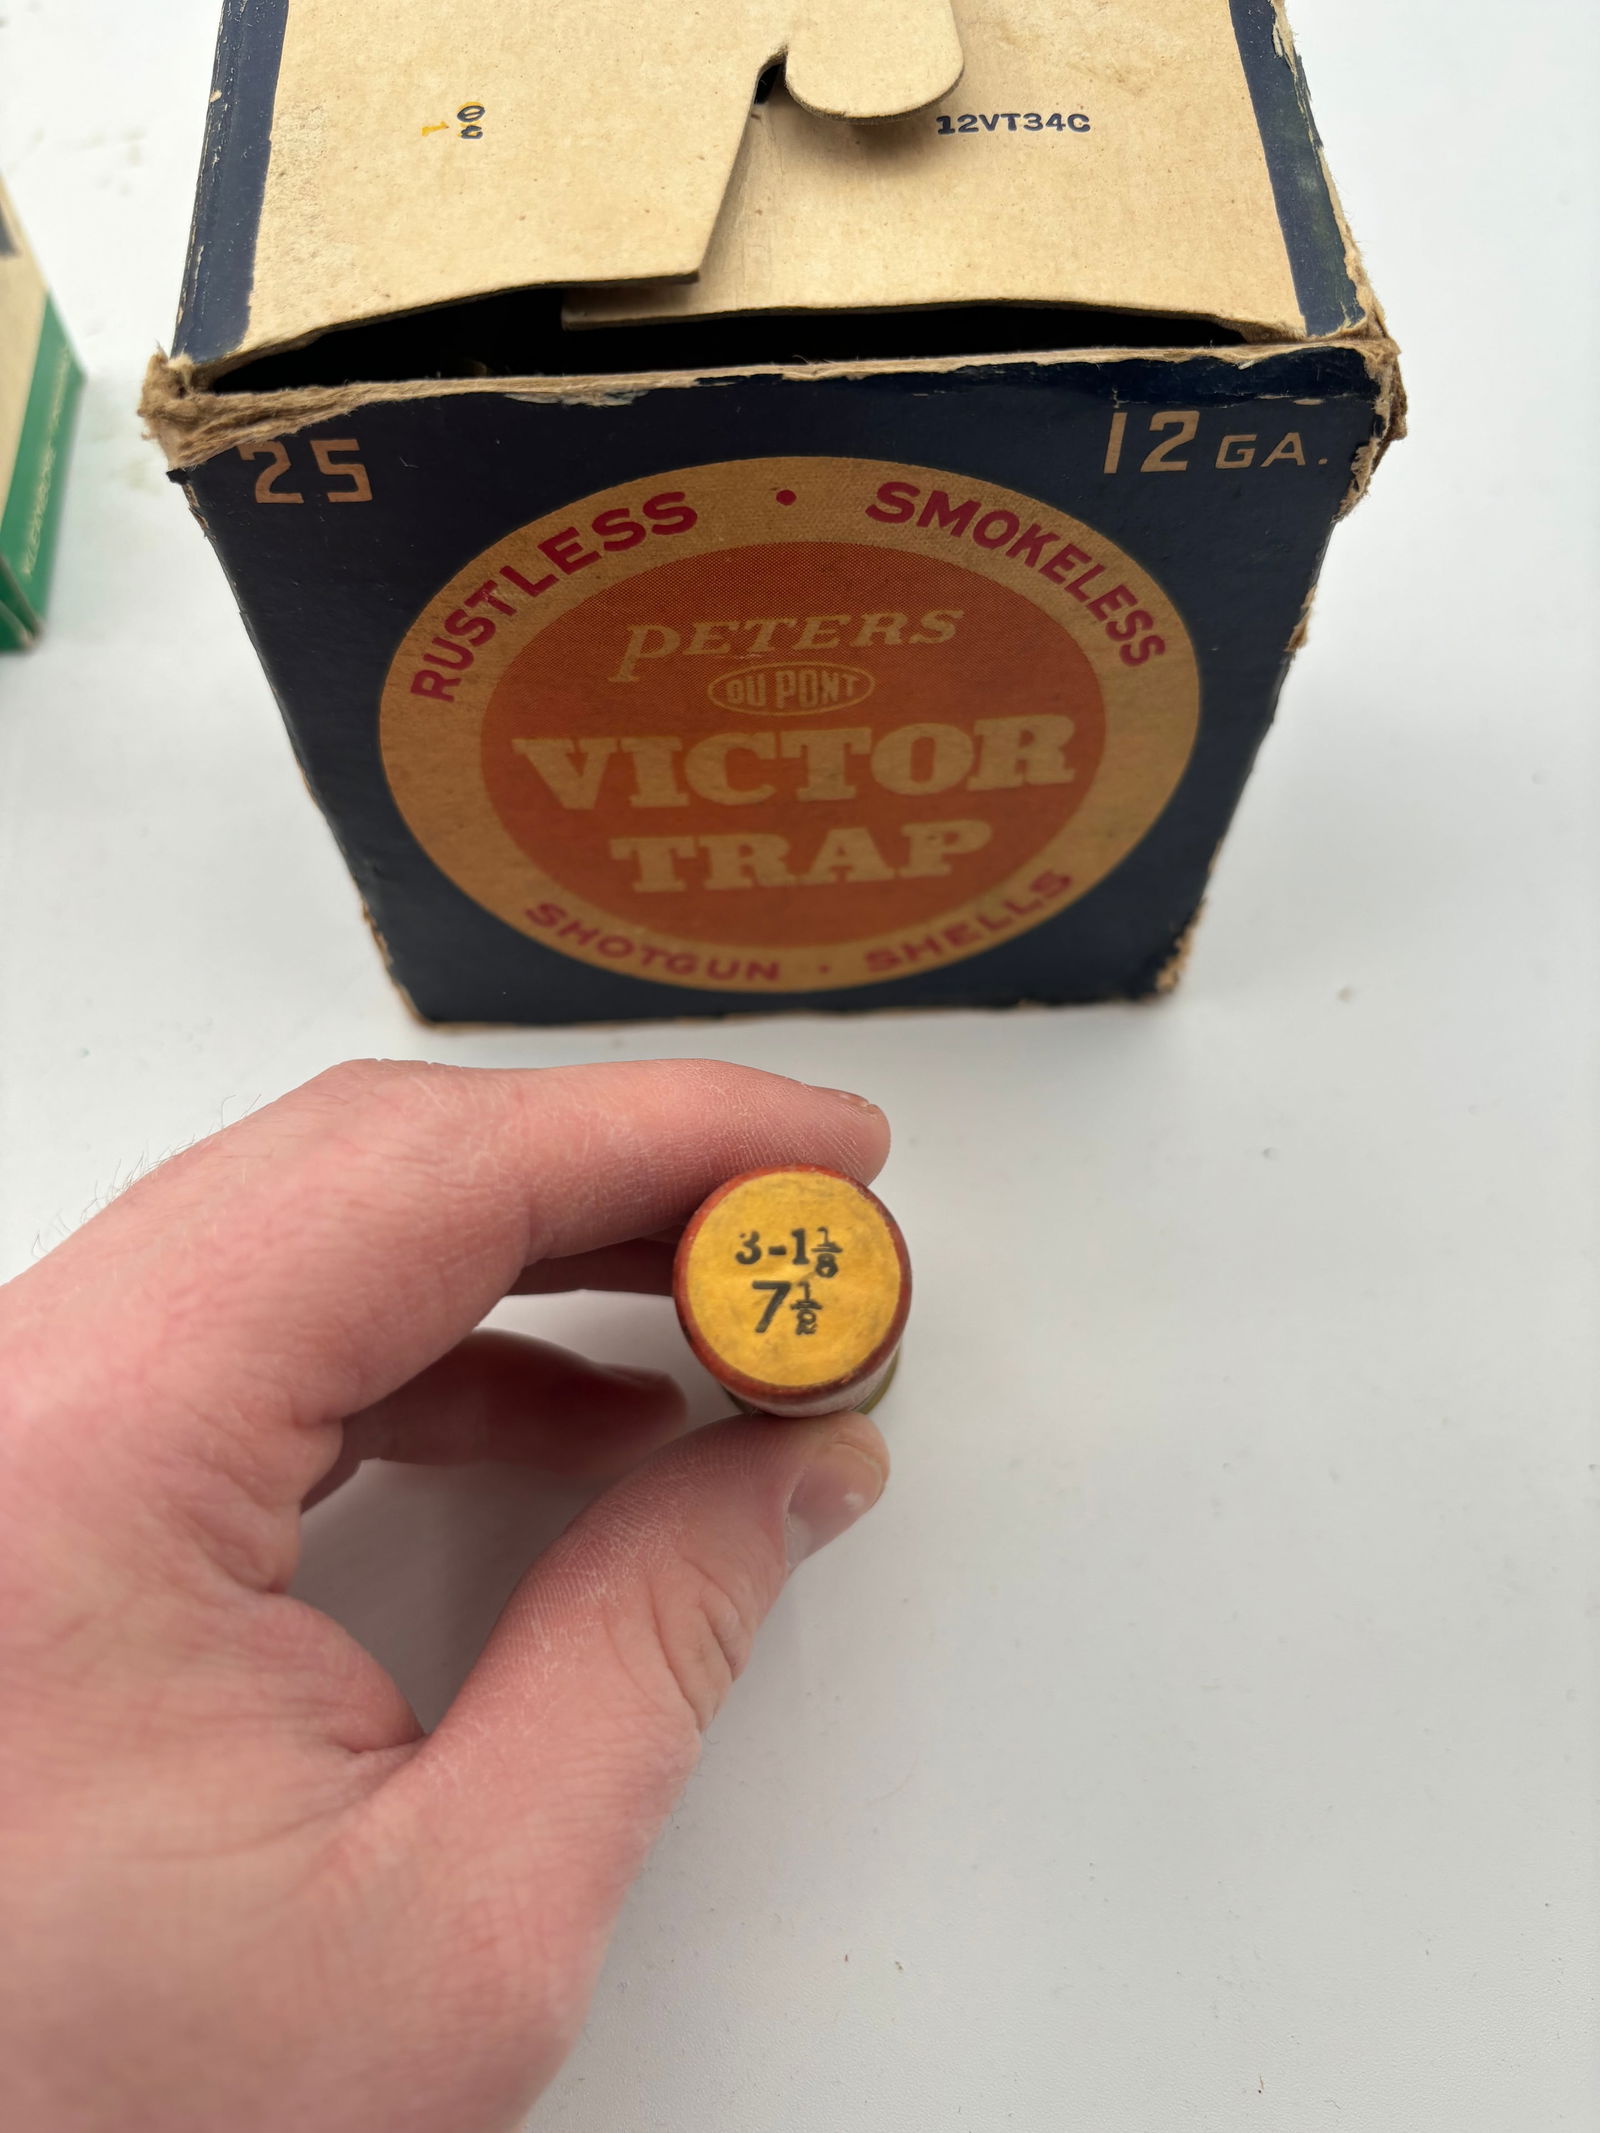 12VT34C
25
12 GA.
RUSTLESS • SMOKELESS
PETERS
DU PONT
VICTOR
TRAP
SHOTGUN • SHELLS
3-1⅛
7½